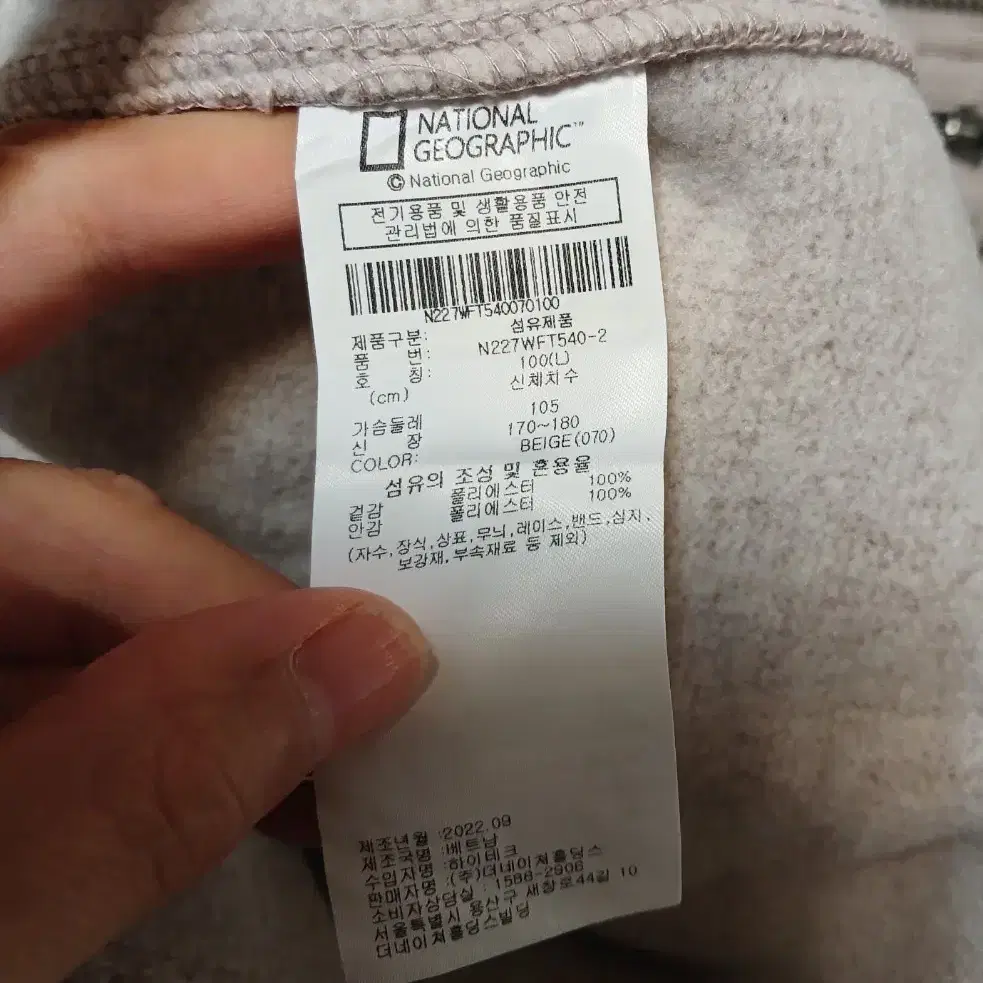 NATIONAL
GEOGRAPHIC™
© National Geographic
전기용품 및 생활용품 안전
관리법에 의한 품질표시
N227WFT540070100
제품구분: 섬유제품
품 번: N227WFT540-2
호 칭: 100(L)
(cm) 신체치수
가슴둘레 105
신 장 170~180
COLOR: BEIGE(070)
섬유의 조성 및 혼용율
겉감 폴리에스터 100%
안감 폴리에스터 100%
(자수,장식,상표,무늬,레이스,밴드,심지,
보강재,부속재료 등 제외)
제조년월 :2022.09
제조국명 :베트남
수입자명 :하이테크
판매자명 :(주)더네이쳐홀딩스
소비자상담실 : 1588-2906
서울특별시 용산구 새창로44길 10
더네이쳐홀딩스빌딩